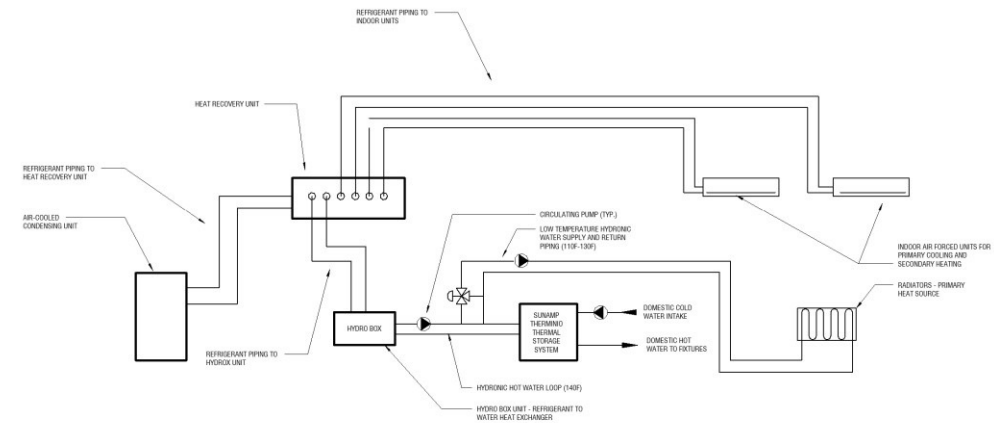 REFRIGERANT PIPING TO
INDOOR UNITS
HEAT RECOVERY UNIT
REFRIGERANT PIPING TO
HEAT RECOVERY UNIT
AIR-COOLED
CONDENSING UNIT
CIRCULATING PUMP (TYP.)
LOW TEMPERATURE HYDRONIC
WATER SUPPLY AND RETURN
PIPING (110F-130F)
INDOOR AIR FORCED UNITS FOR
PRIMARY COOLING AND
SECONDARY HEATING
RADIATORS - PRIMARY
HEAT SOURCE
HYDRO BOX
SUNAMP
THERMINIO
THERMAL
STORAGE
SYSTEM
DOMESTIC COLD
WATER INTAKE
DOMESTIC HOT
WATER TO FIXTURES
REFRIGERANT PIPING TO
HYDROX UNIT
HYDRONIC HOT WATER LOOP (140F)
HYDRO BOX UNIT - REFRIGERANT TO
WATER HEAT EXCHANGER